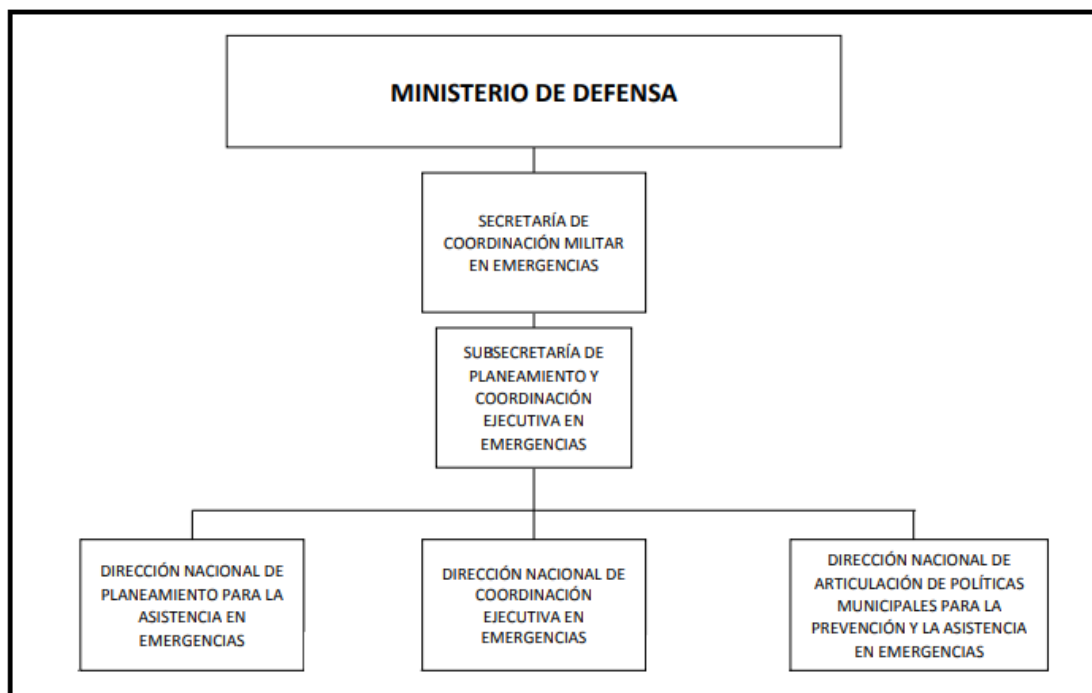 MINISTERIO DE DEFENSA
SECRETARÍA DE
COORDINACIÓN MILITAR
EN EMERGENCIAS
SUBSECRETARÍA DE
PLANEAMIENTO Y
COORDINACIÓN
EJECUTIVA EN
EMERGENCIAS
DIRECCIÓN NACIONAL DE
PLANEAMIENTO PARA LA
ASISTENCIA EN
EMERGENCIAS
DIRECCIÓN NACIONAL DE
COORDINACIÓN
EJECUTIVA EN
EMERGENCIAS
DIRECCIÓN NACIONAL DE
ARTICULACIÓN DE POLÍTICAS
MUNICIPALES PARA LA
PREVENCIÓN Y LA ASISTENCIA
EN EMERGENCIAS